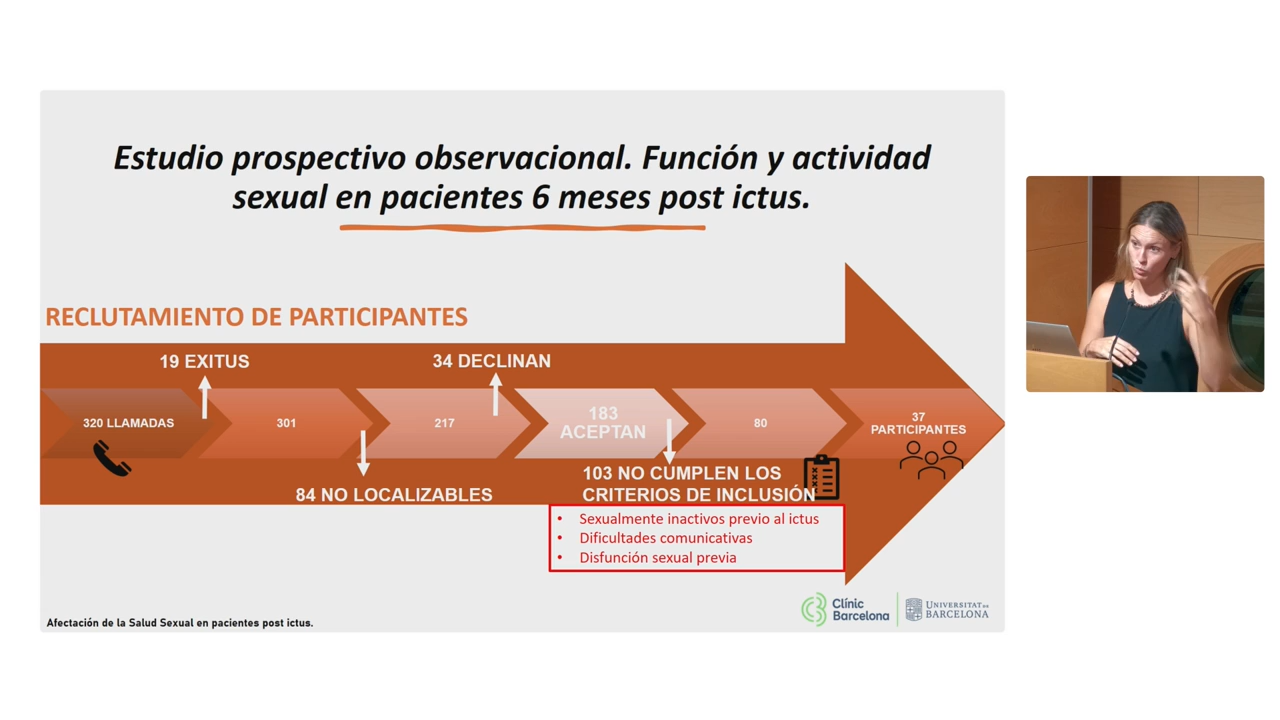 Estudio prospectivo observacional. Función y actividad
sexual en pacientes 6 meses post ictus.
RECLUTAMIENTO DE PARTICIPANTES
19 EXITUS
34 DECLINAN
320 LLAMADAS
301
217
183
ACEPTAN
80
37
PARTICIPANTES
84 NO LOCALIZABLES
103 NO CUMPLEN LOS
CRITERIOS DE INCLUSIÓN
• Sexualmente inactivos previo al ictus
• Dificultades comunicativas
• Disfunción sexual previa
Clínic
Barcelona
UNIVERSITAT DE
BARCELONA
Afectación de la Salud Sexual en pacientes post ictus.